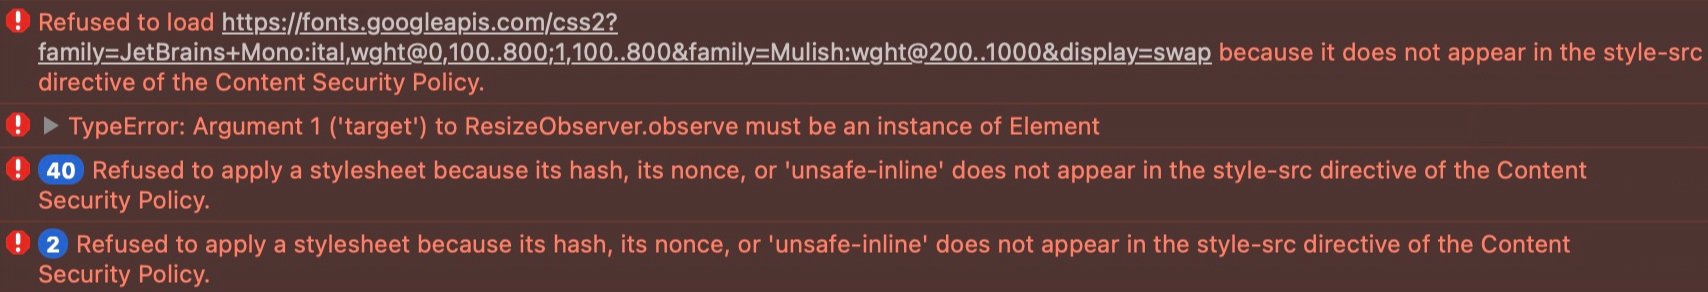 Refused to load https://fonts.googleapis.com/css2?
family=JetBrains+Mono:ital,wght@0,100..800;1,100..800&family=Mulish:wght@200..1000&display=swap because it does not appear in the style-src
directive of the Content Security Policy.
TypeError: Argument 1 ('target') to ResizeObserver.observe must be an instance of Element
40 Refused to apply a stylesheet because its hash, its nonce, or 'unsafe-inline' does not appear in the style-src directive of the Content
Security Policy.
2 Refused to apply a stylesheet because its hash, its nonce, or 'unsafe-inline' does not appear in the style-src directive of the Content
Security Policy.